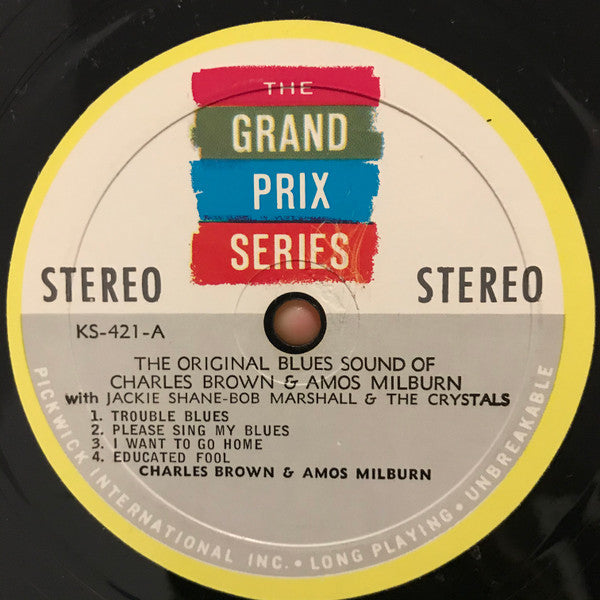 THE
GRAND
PRIX
SERIES
STEREO STEREO
KS-421-A
THE ORIGINAL BLUES SOUND OF
CHARLES BROWN & AMOS MILBURN
with JACKIE SHANE-BOB MARSHALL & THE CRYSTALS
1. TROUBLE BLUES
2. PLEASE SING MY BLUES
3. I WANT TO GO HOME
4. EDUCATED FOOL
CHARLES BROWN & AMOS MILBURN
PICKWICK INTERNATIONAL INC. • LONG PLAYING • UNBREAKABLE